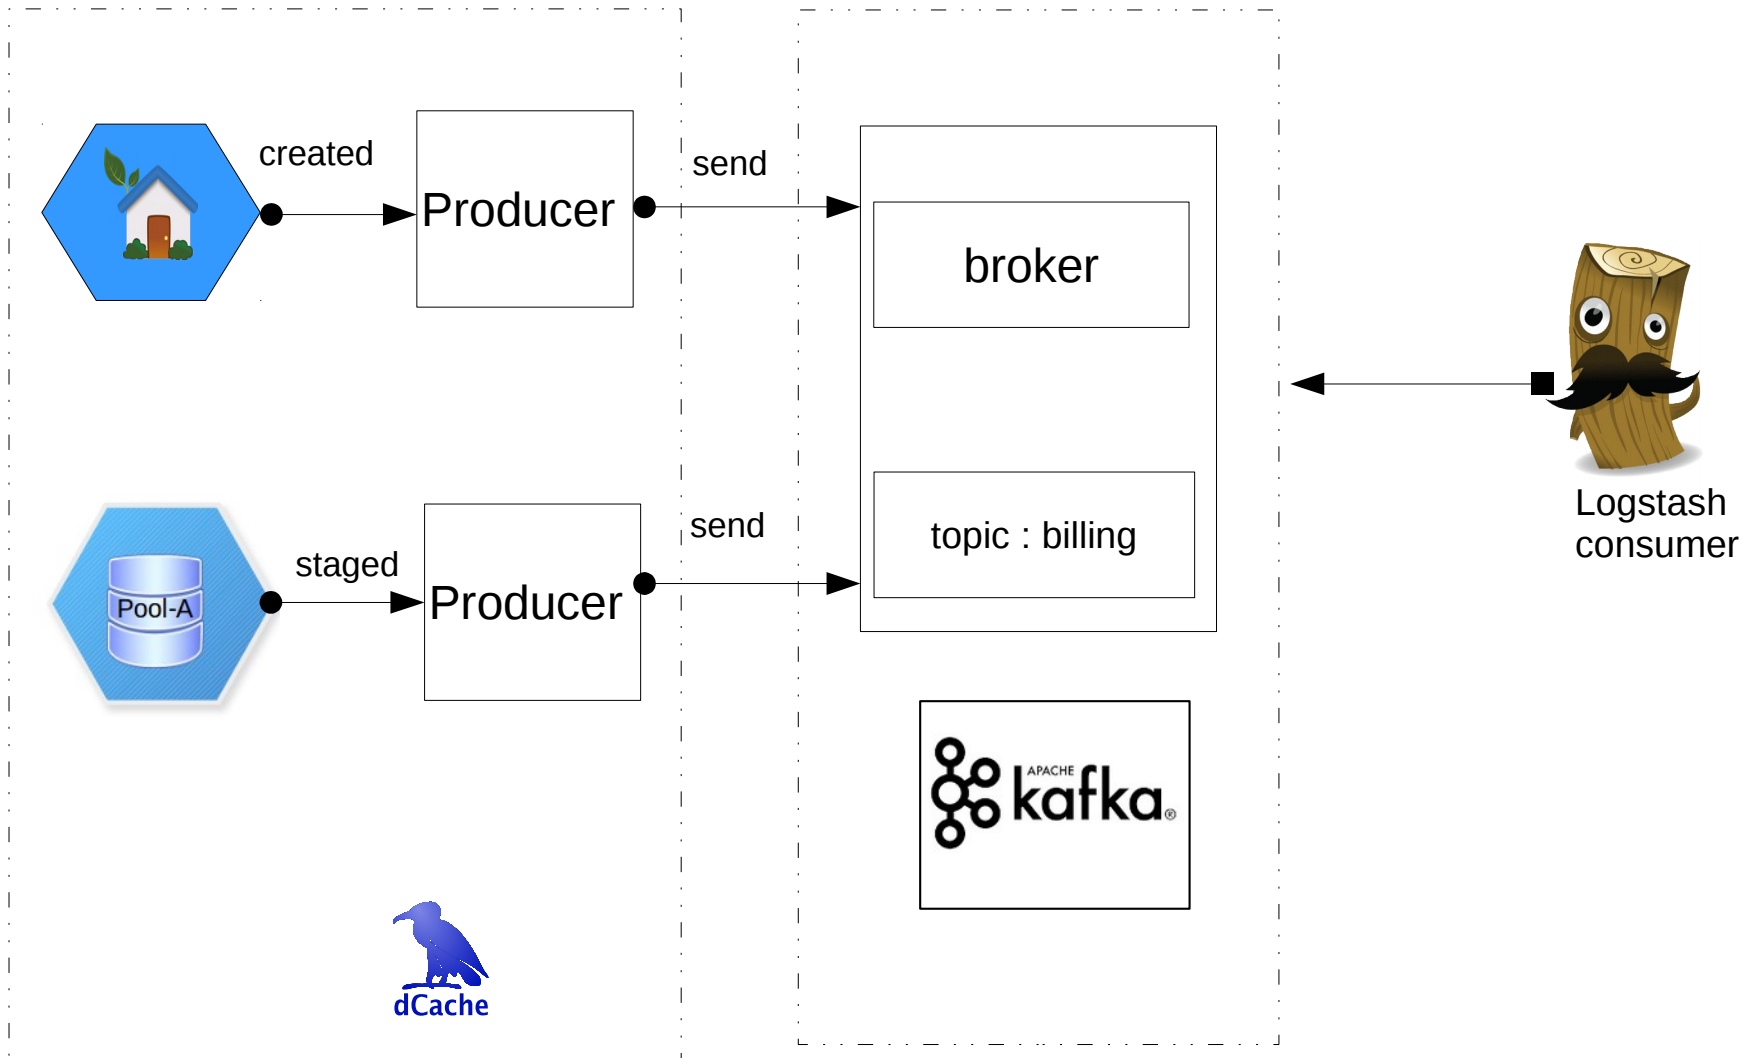 created
Producer
send
broker
Pool-A
staged
Producer
send
topic : billing
Logstash
consumer
APACHE
kafka®
dCache